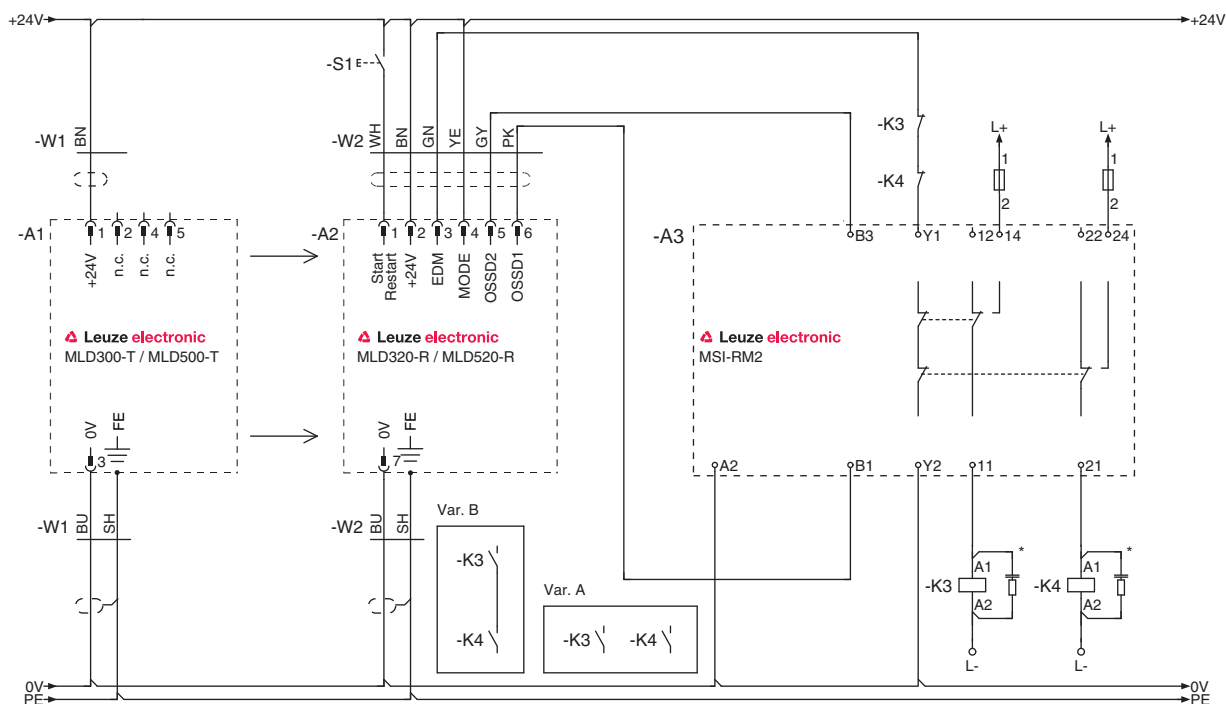 +24V +24V
-S1
-W1 BN
-W2 WH BN GN YE GY PK
-K3
-K4
L+ L+
1 1
2 2
-A1 1 2 4 5
+24V n.c. n.c. n.c.
Leuze electronic
MLD300-T / MLD500-T
0V FE
3
-A2 1 2 3 4 5 6
Start
Restart
+24V
EDM
MODE
OSSD2
OSSD1
Leuze electronic
MLD320-R / MLD520-R
0V FE
7
-A3 B3 Y1 12 14 22 24
Leuze electronic
MSI-RM2
A2 B1 Y2 11 21
-W1 BU SH
-W2 BU SH
Var. B
-K3
-K4
Var. A
-K3 -K4
-K3 A1 *
A2
L-
-K4 A1 *
A2
L-
0V 0V
PE PE